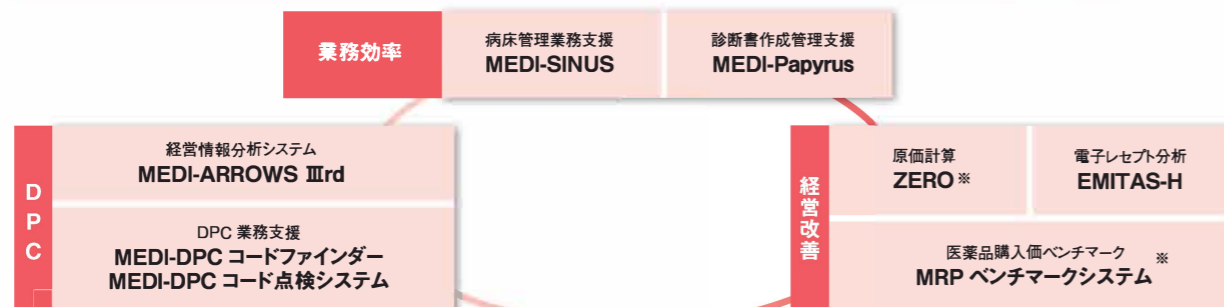 業務効率
病床管理業務支援
MEDI-SINUS
診断書作成管理支援
MEDI-Papyrus
DPC
経営情報分析システム
MEDI-ARROWS Ⅲrd
DPC 業務支援
MEDI-DPC コードファインダー
MEDI-DPC コード点検システム
経営改善
原価計算
ZERO※
電子レセプト分析
EMITAS-H
医薬品購入価ベンチマーク
MRP ベンチマークシステム※